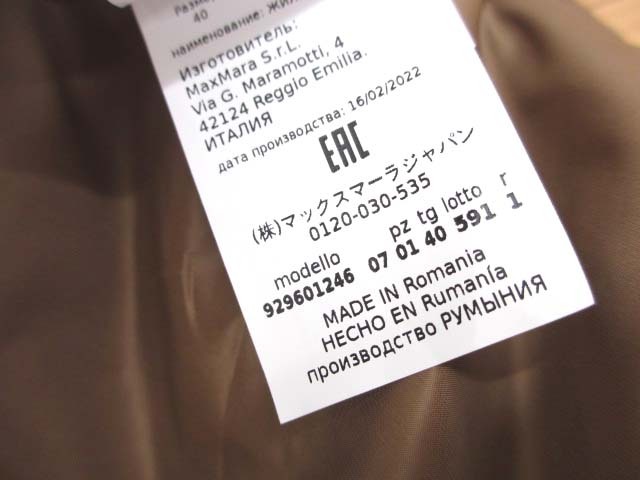 40
наименование:
Изготовитель:
MaxMara S.r.L.
Via G. Maramotti, 4
42124 Reggio Emilia.
ИТАЛИЯ
дата производства: 16/02/2022
EAC
(株)マックスマーラジャパン
0120-030-535
modello pz tg lotto r
929601246 07 01 40 591 1
MADE IN Romania
HECHO EN Rumanía
производство РУМЫНИЯ